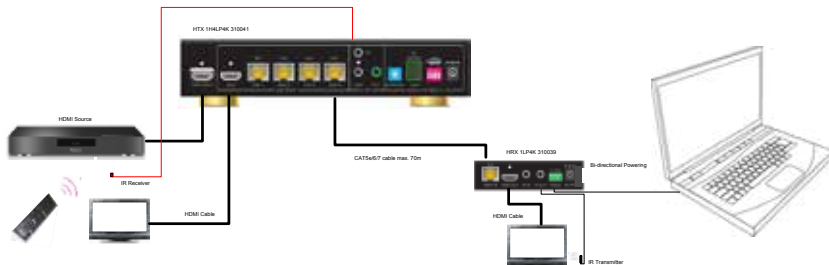 HTX 1H4LP4K 310041
HDMI Source
CAT5e/6/7 cable max. 70m
HRX 1LP4K 310039
Bi-directional Powering
IR Receiver
HDMI Cable
HDMI Cable
IR Transmitter